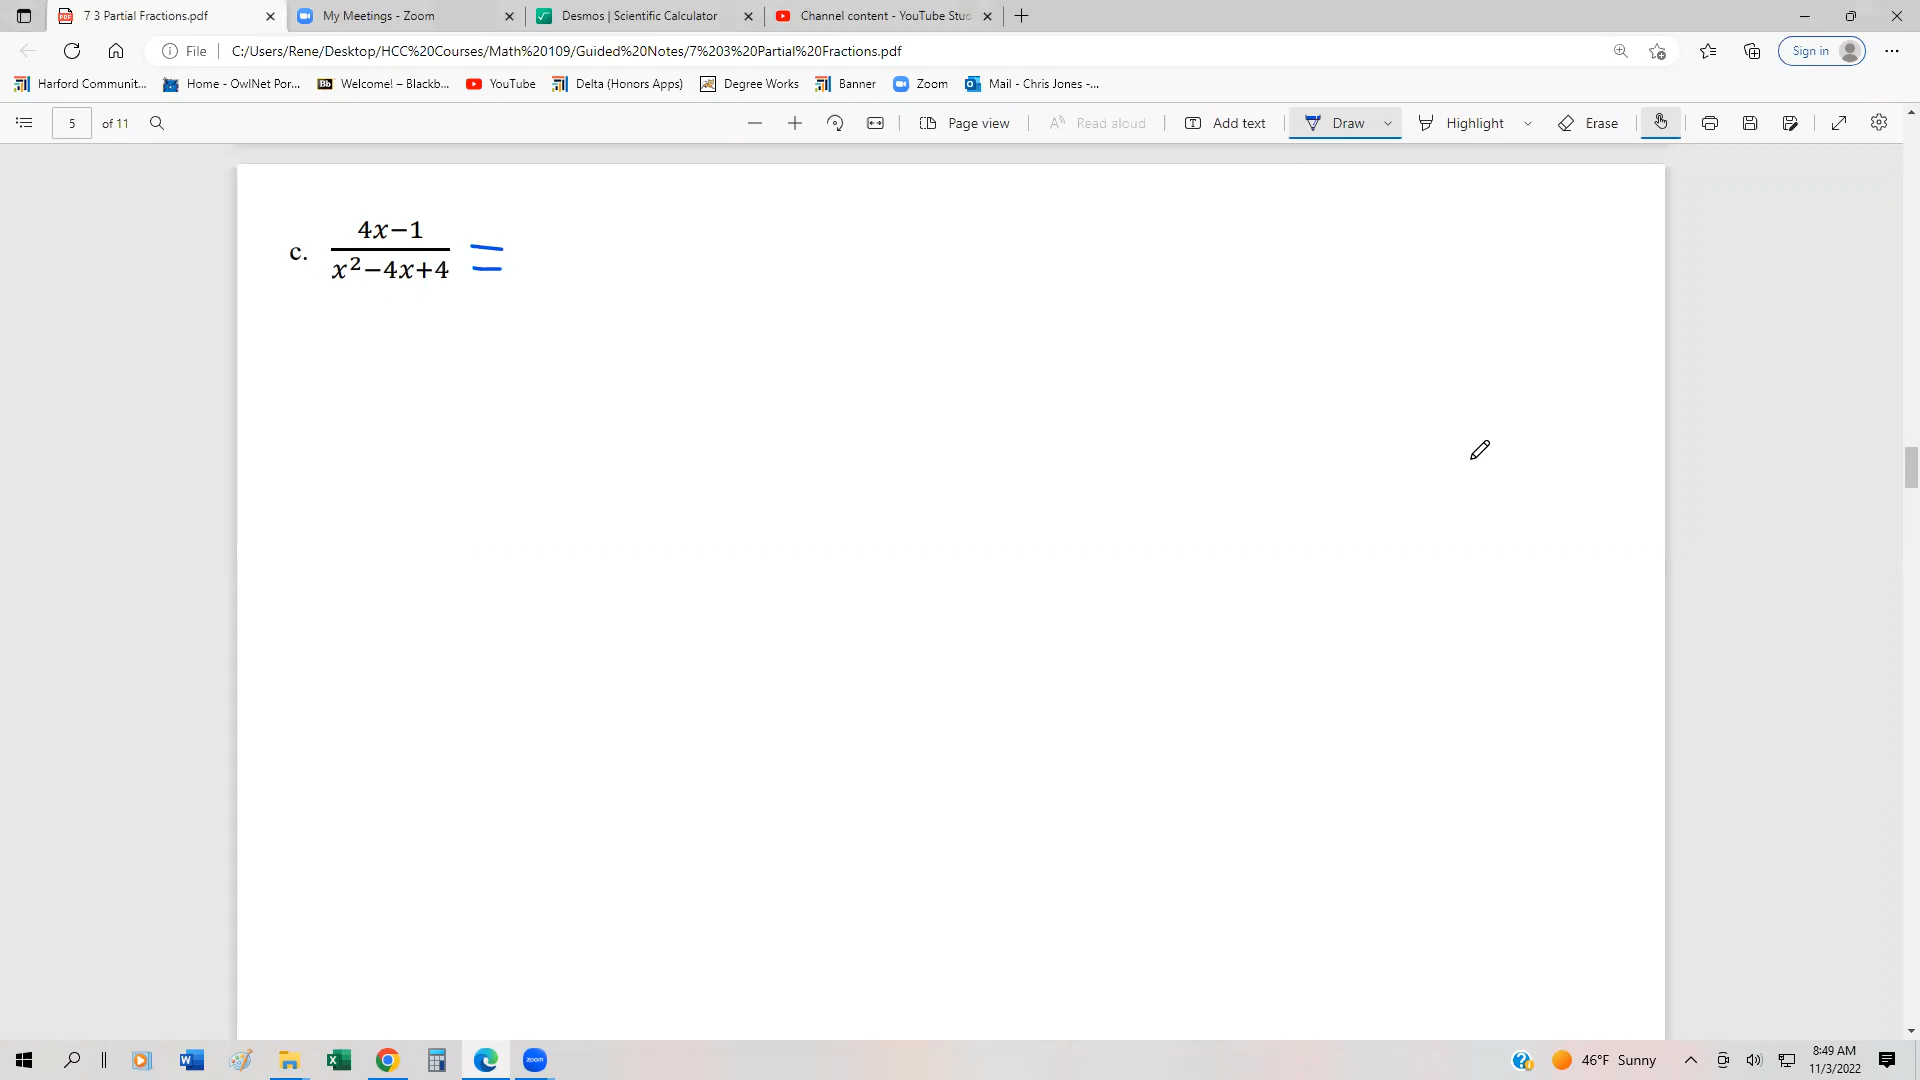 7 3 Partial Fractions.pdf
My Meetings - Zoom
Desmos | Scientific Calculator
Channel content - YouTube Stuc
File
C:/Users/Rene/Desktop/HCC%20Courses/Math%20109/Guided%20Notes/7%203%20Partial%20Fractions.pdf
Sign in
Harford Communit...
Home - OwlNet Por...
Bb Welcome! – Blackb...
YouTube
Delta (Honors Apps)
Degree Works
Banner
Zoom
Mail - Chris Jones -...
5 of 11
Page view
Read aloud
Add text
Draw
Highlight
Erase
4x−1
c.
x²−4x+4
=
zoom
46°F Sunny
8:49 AM
11/3/2022